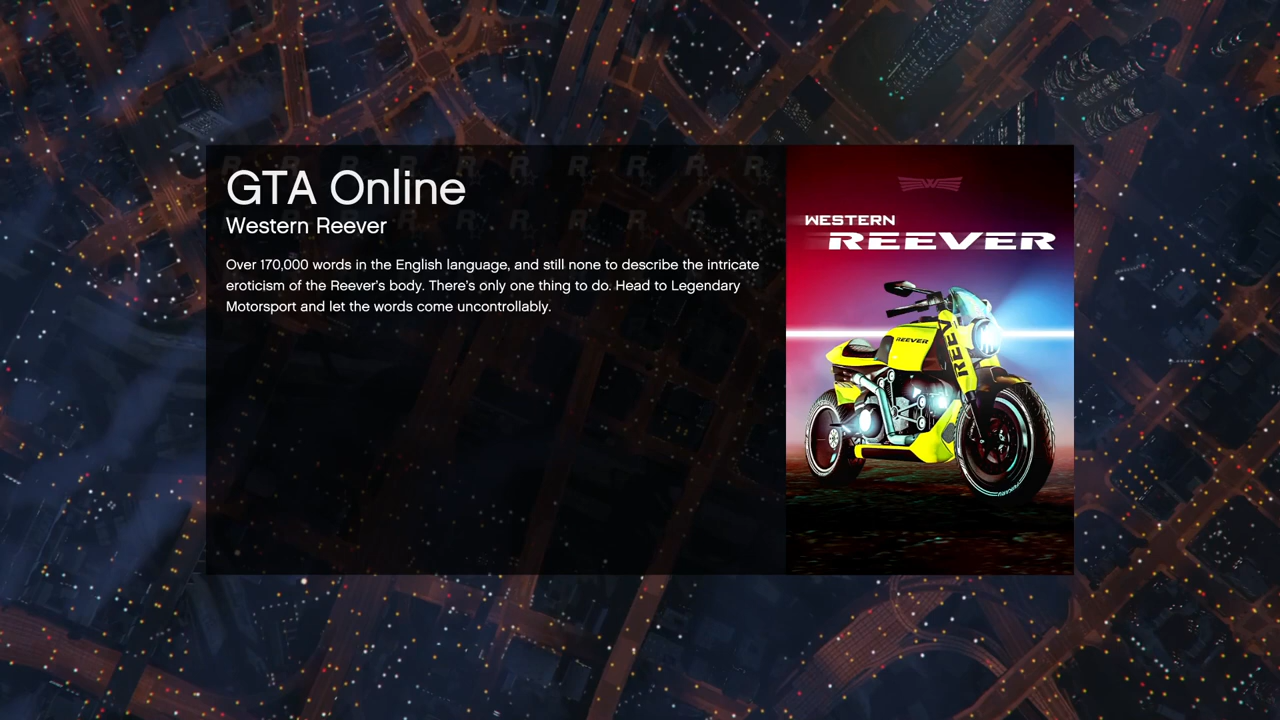 GTA Online
Western Reever
Over 170,000 words in the English language, and still none to describe the intricate
eroticism of the Reever's body. There's only one thing to do. Head to Legendary
Motorsport and let the words come uncontrollably.
WESTERN
REEVER
REEVER